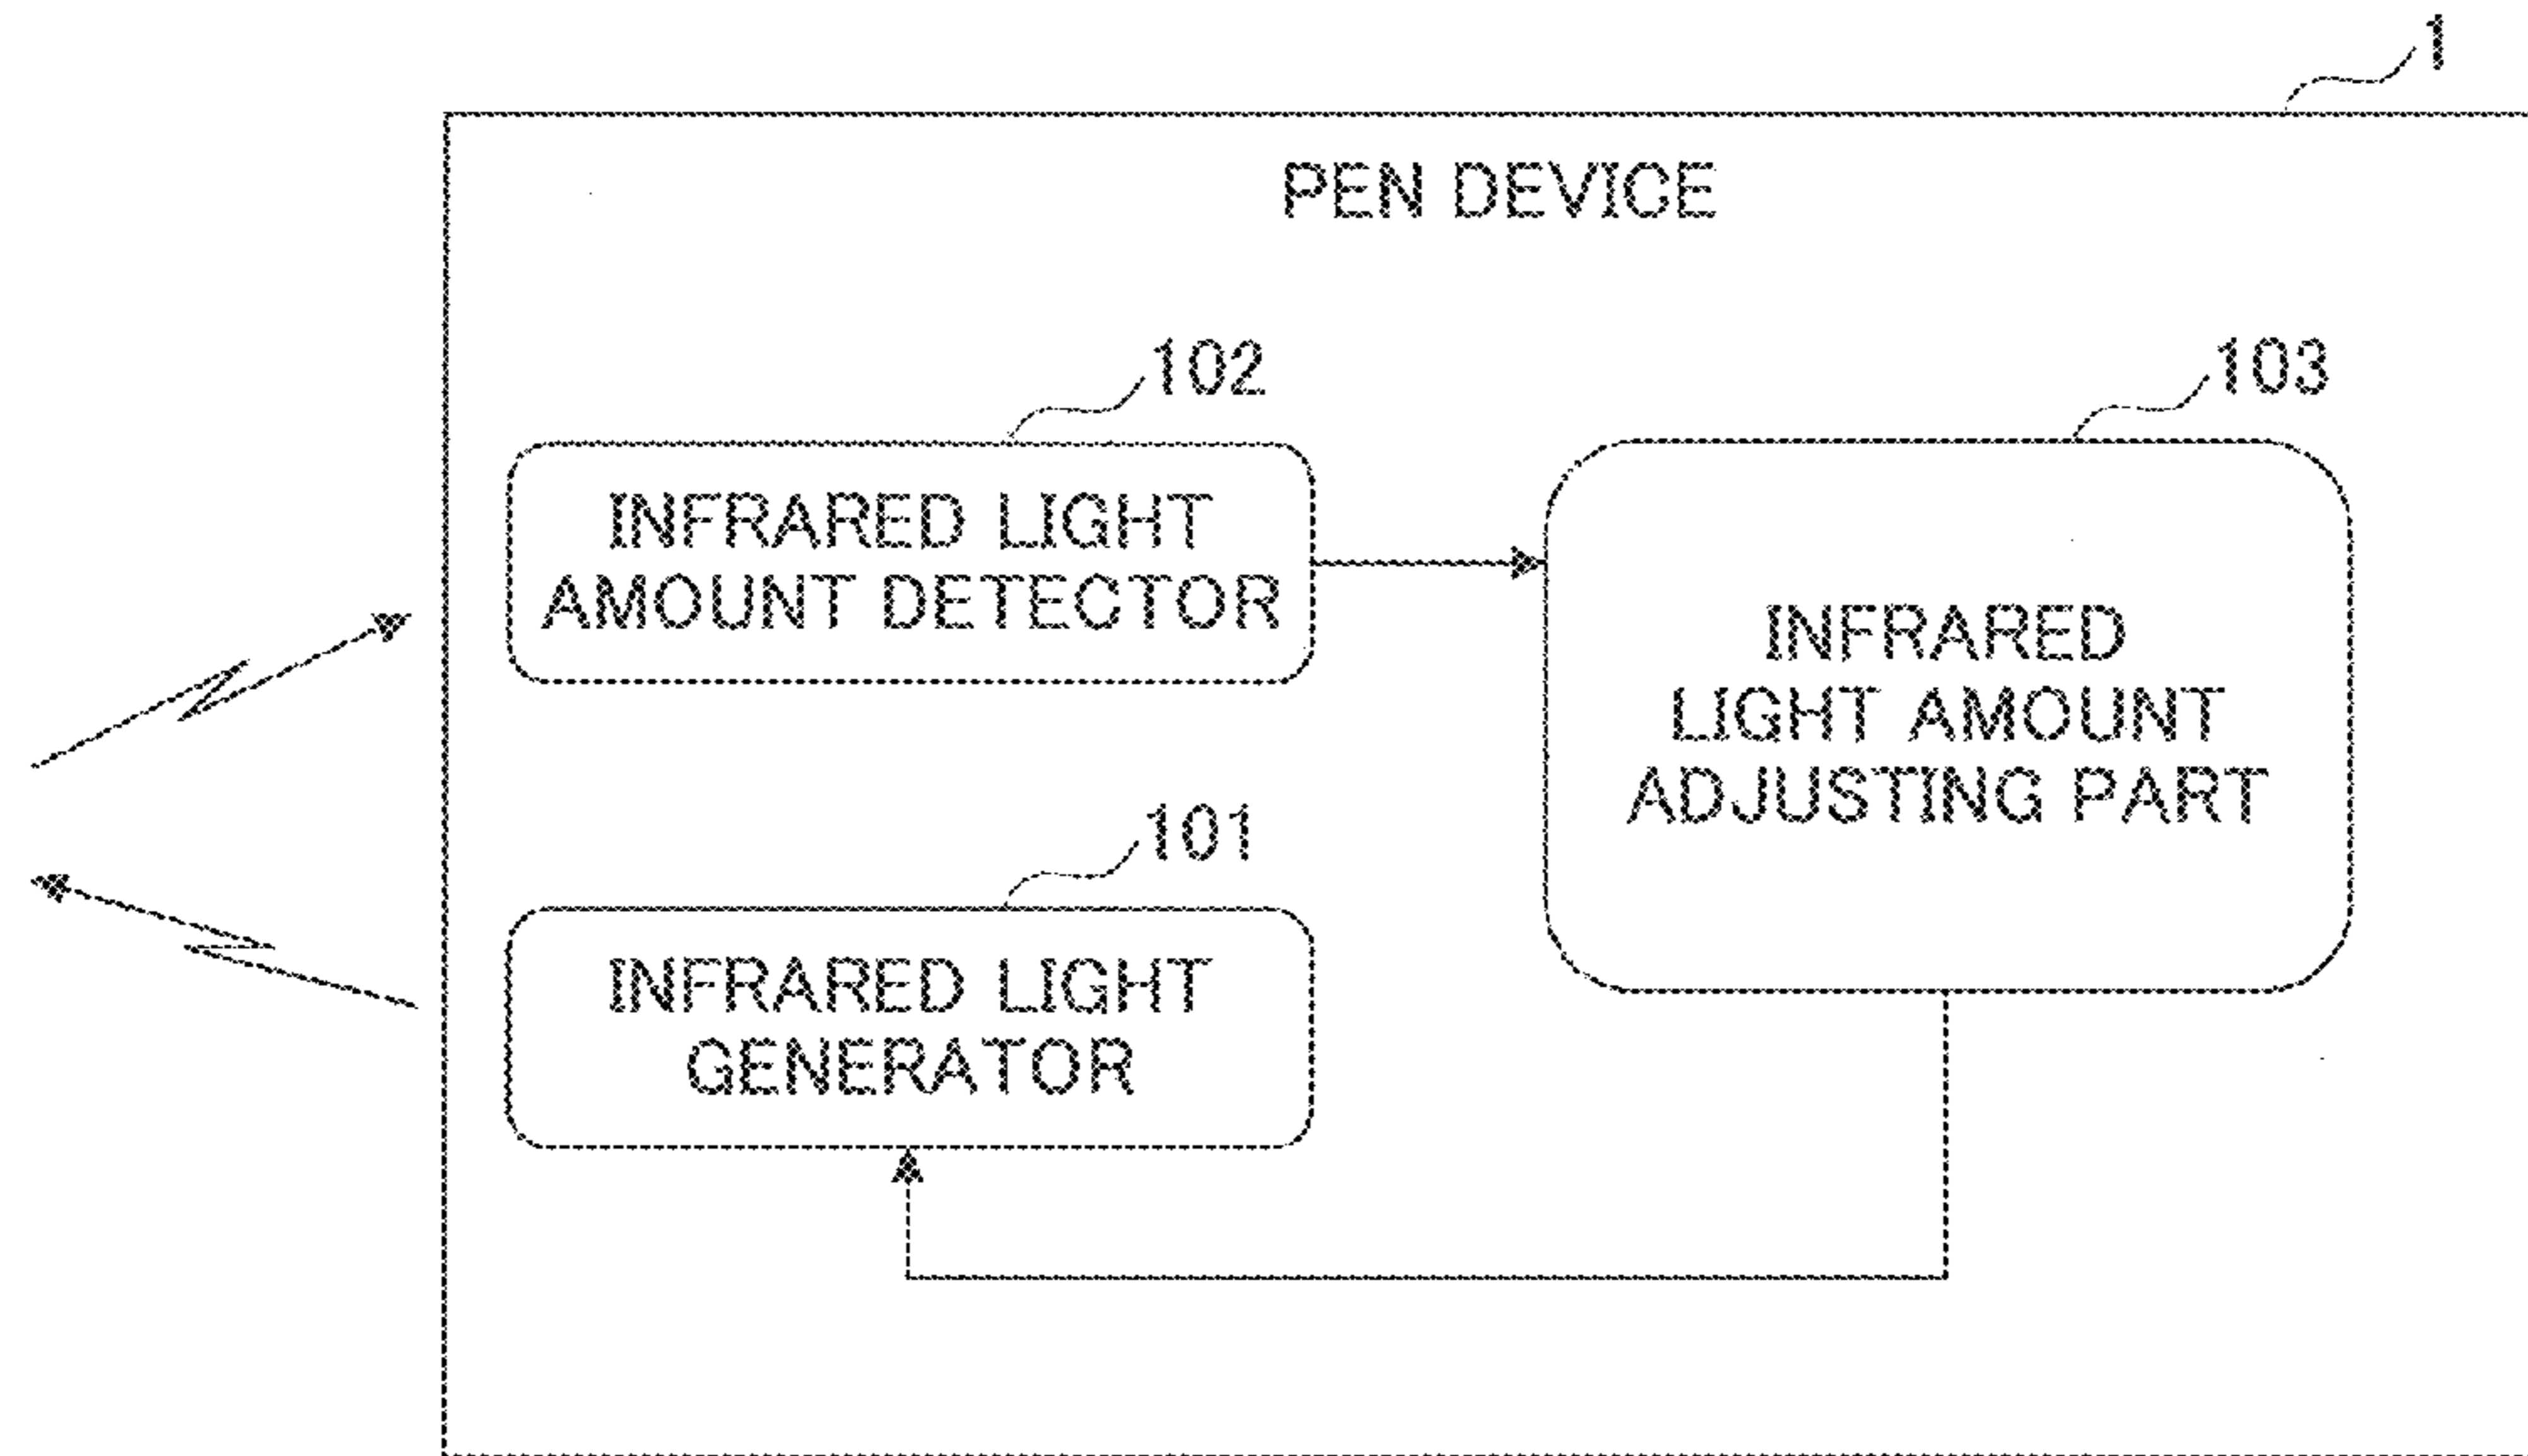 1
PEN DEVICE
102
103
INFRARED LIGHT
AMOUNT DETECTOR
INFRARED
LIGHT AMOUNT
ADJUSTING PART
101
INFRARED LIGHT
GENERATOR